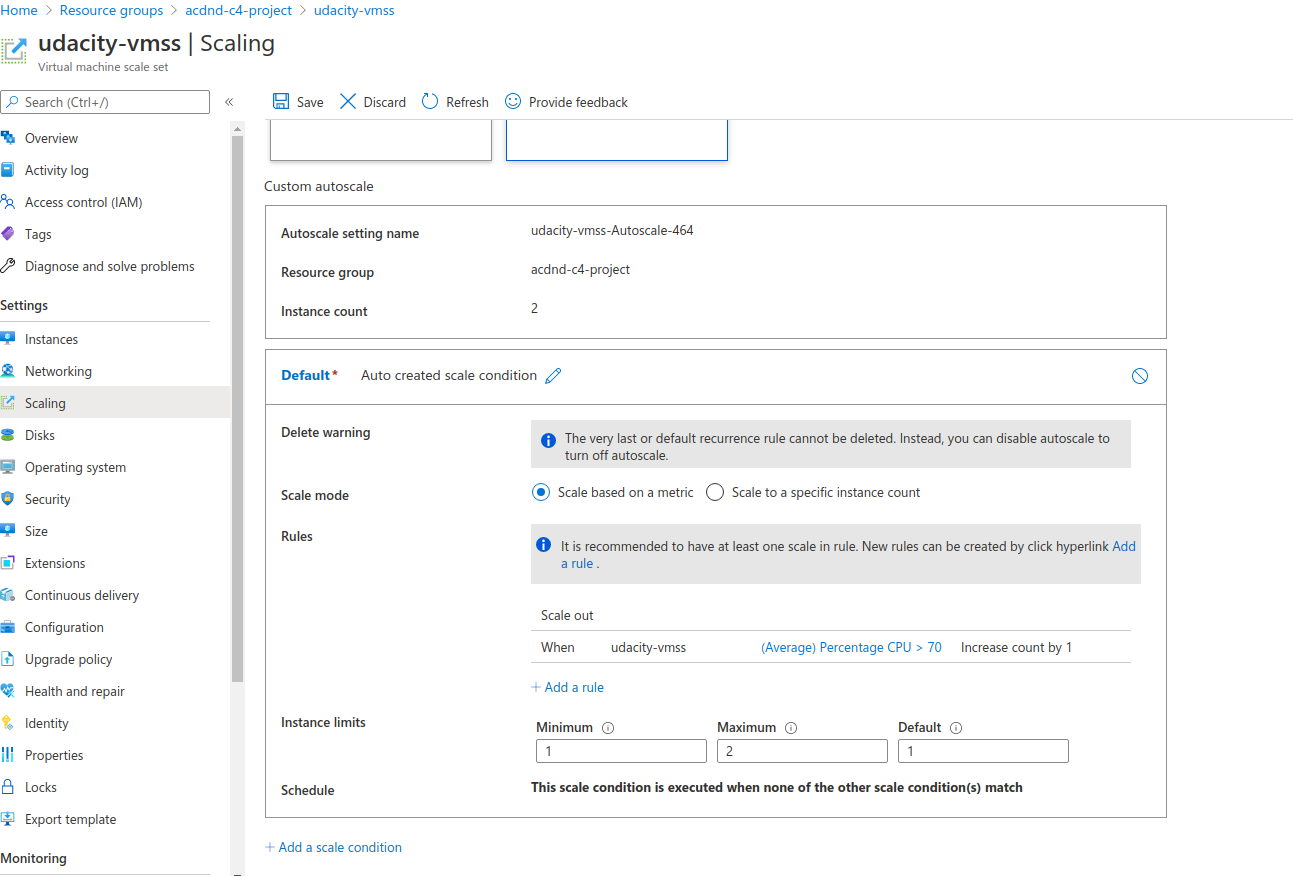 Home > Resource groups > acdnd-c4-project > udacity-vmss
udacity-vmss | Scaling
Virtual machine scale set
Search (Ctrl+/)
«
Save
Discard
Refresh
Provide feedback
Overview
Activity log
Access control (IAM)
Tags
Diagnose and solve problems
Settings
Instances
Networking
Scaling
Disks
Operating system
Security
Size
Extensions
Continuous delivery
Configuration
Upgrade policy
Health and repair
Identity
Properties
Locks
Export template
Monitoring
Custom autoscale
Autoscale setting name udacity-vmss-Autoscale-464
Resource group acdnd-c4-project
Instance count 2
Default* Auto created scale condition
Delete warning
The very last or default recurrence rule cannot be deleted. Instead, you can disable autoscale to
turn off autoscale.
Scale mode Scale based on a metric Scale to a specific instance count
Rules
It is recommended to have at least one scale in rule. New rules can be created by click hyperlink Add
a rule .
Scale out
When udacity-vmss (Average) Percentage CPU > 70 Increase count by 1
+ Add a rule
Instance limits
Minimum Maximum Default
1 2 1
Schedule This scale condition is executed when none of the other scale condition(s) match
+ Add a scale condition